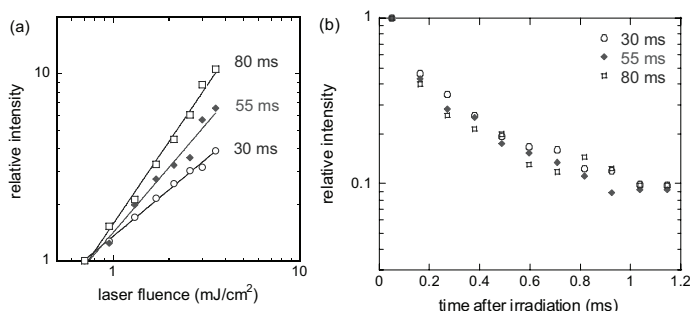 (a)
relative intensity
10
1
80 ms
55 ms
30 ms
1
10
laser fluence (mJ/cm²)
(b)
relative intensity
1
0.1
30 ms
55 ms
80 ms
0
0.2
0.4
0.6
0.8
1
1.2
time after irradiation (ms)